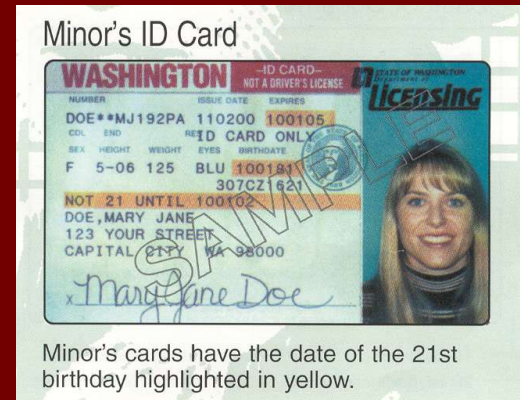 Minor's ID Card
WASHINGTON
–ID CARD–
NOT A DRIVER'S LICENSE
STATE OF WASHINGTON
Department of
Licensing
NUMBER ISSUE DATE EXPIRES
DOE**MJ192PA 110200 100105
CDL END RES ID CARD ONLY
SEX HEIGHT WEIGHT EYES BIRTHDATE
F 5-06 125 BLU 100181
307CZ1621
NOT 21 UNTIL 100102
DOE,MARY JANE
123 YOUR STREET
CAPITAL CITY WA 98000
x Mary Jane Doe
SAMPLE
Minor's cards have the date of the 21st
birthday highlighted in yellow.